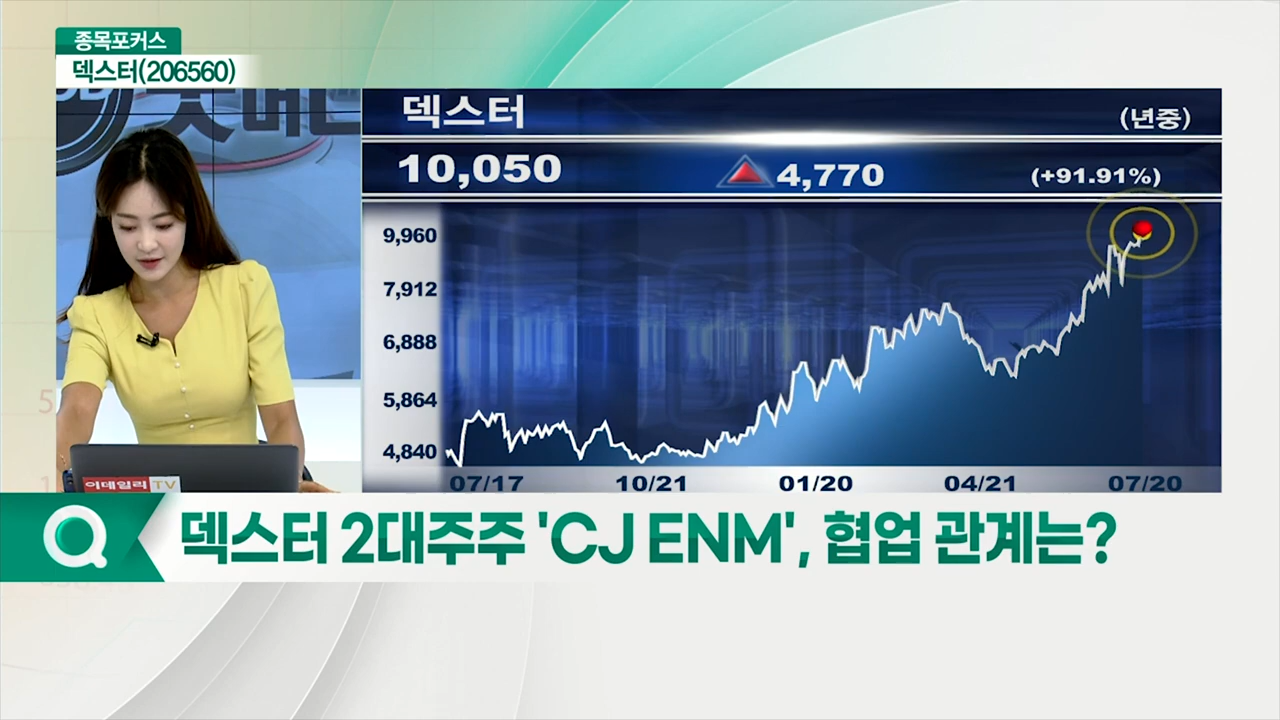 종목포커스
덱스터(206560)
덱스터
(년중)
10,050
4,770
(+91.91%)
9,960
7,912
6,888
5,864
4,840
07/17
10/21
01/20
04/21
07/20
이데일리 TV
덱스터 2대주주 'CJ ENM', 협업 관계는?